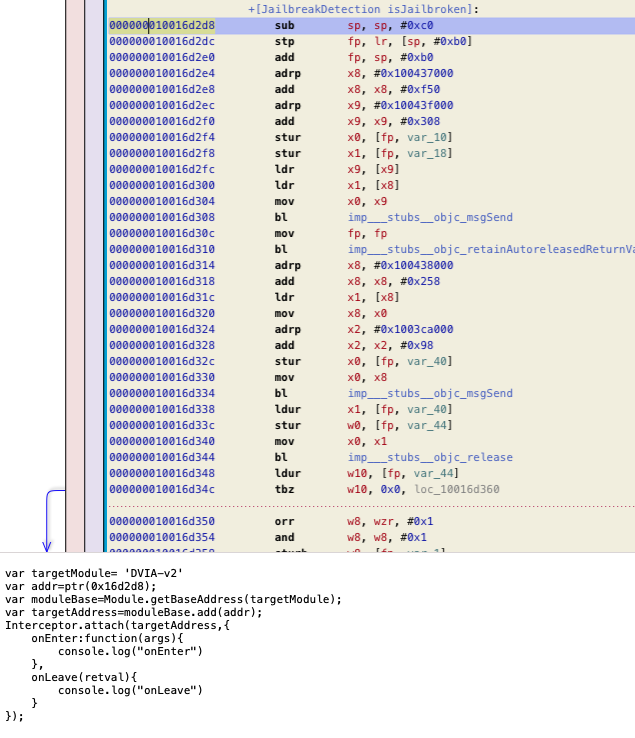 +[JailbreakDetection isJailbroken]:
000000010016d2d8 sub sp, sp, #0xc0
000000010016d2dc stp fp, lr, [sp, #0xb0]
000000010016d2e0 add fp, sp, #0xb0
000000010016d2e4 adrp x8, #0x100437000
000000010016d2e8 add x8, x8, #0xf50
000000010016d2ec adrp x9, #0x10043f000
000000010016d2f0 add x9, x9, #0x308
000000010016d2f4 stur x0, [fp, var_10]
000000010016d2f8 stur x1, [fp, var_18]
000000010016d2fc ldr x9, [x9]
000000010016d300 ldr x1, [x8]
000000010016d304 mov x0, x9
000000010016d308 bl imp___stubs__objc_msgSend
000000010016d30c mov fp, fp
000000010016d310 bl imp___stubs__objc_retainAutoreleasedReturnVa
000000010016d314 adrp x8, #0x100438000
000000010016d318 add x8, x8, #0x258
000000010016d31c ldr x1, [x8]
000000010016d320 mov x8, x0
000000010016d324 adrp x2, #0x1003ca000
000000010016d328 add x2, x2, #0x98
000000010016d32c stur x0, [fp, var_40]
000000010016d330 mov x0, x8
000000010016d334 bl imp___stubs__objc_msgSend
000000010016d338 ldur x1, [fp, var_40]
000000010016d33c stur w0, [fp, var_44]
000000010016d340 mov x0, x1
000000010016d344 bl imp___stubs__objc_release
000000010016d348 ldur w10, [fp, var_44]
000000010016d34c tbz w10, 0x0, loc_10016d360
000000010016d350 orr w8, wzr, #0x1
000000010016d354 and w8, w8, #0x1
var targetModule= 'DVIA-v2'
var addr=ptr(0x16d2d8);
var moduleBase=Module.getBaseAddress(targetModule);
var targetAddress=moduleBase.add(addr);
Interceptor.attach(targetAddress,{
    onEnter:function(args){
        console.log("onEnter")
    },
    onLeave(retval){
        console.log("onLeave")
    }
});